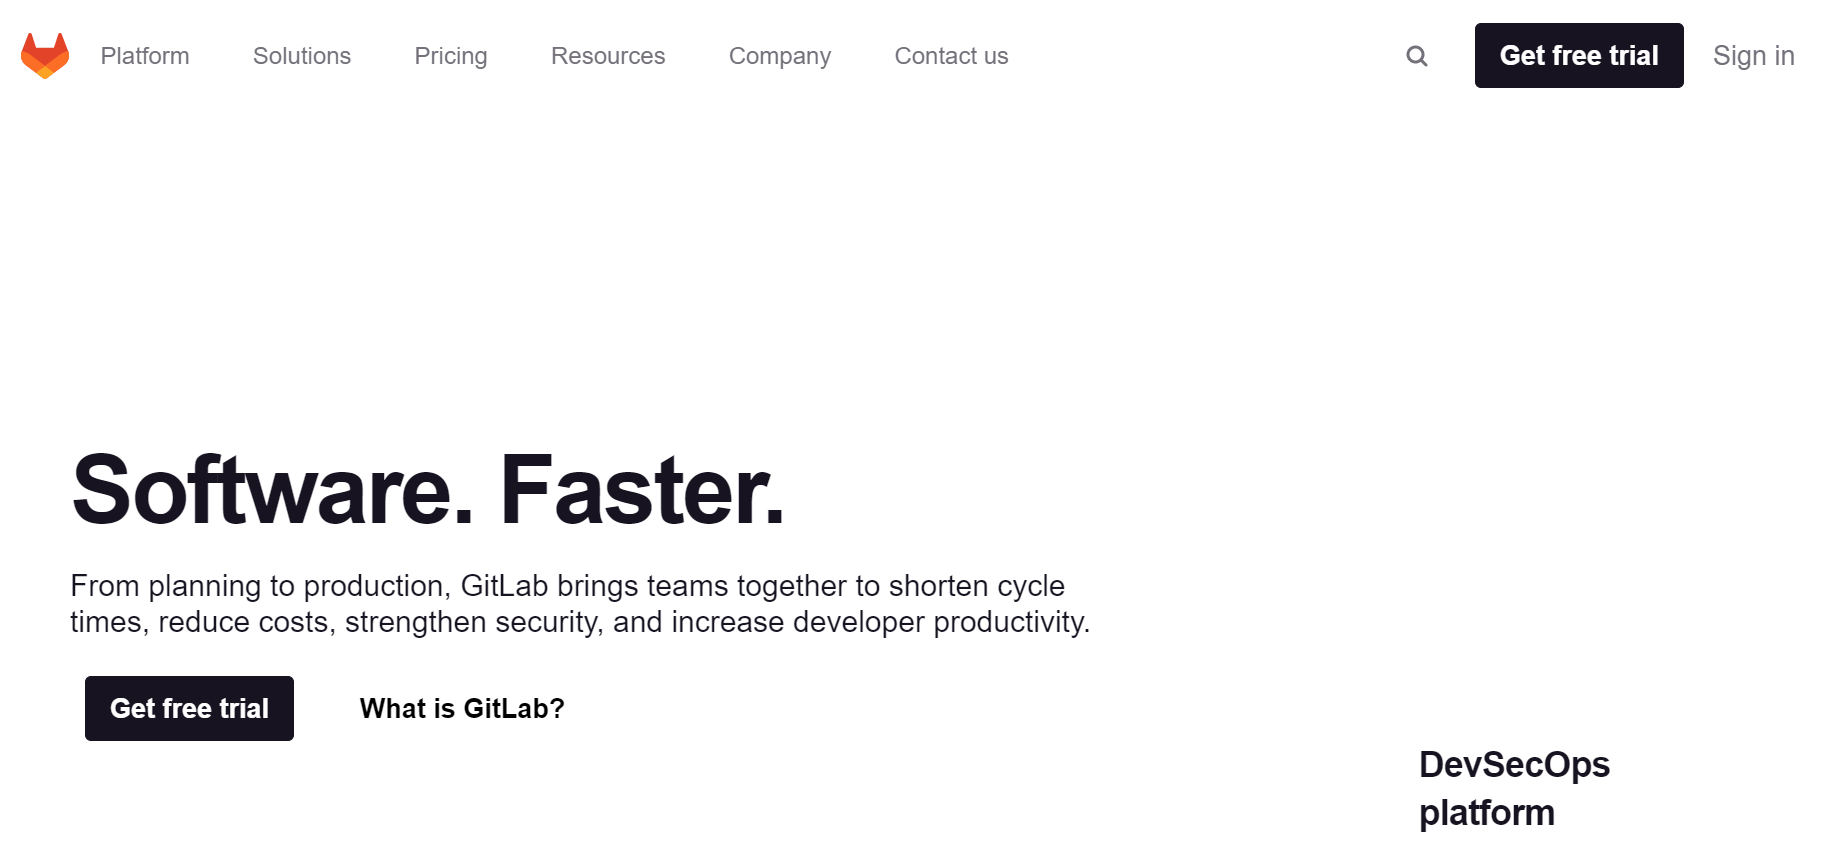 Platform Solutions Pricing Resources Company Contact us Get free trial Sign in
Software. Faster.
From planning to production, GitLab brings teams together to shorten cycle
times, reduce costs, strengthen security, and increase developer productivity.
Get free trial What is GitLab?
DevSecOps
platform